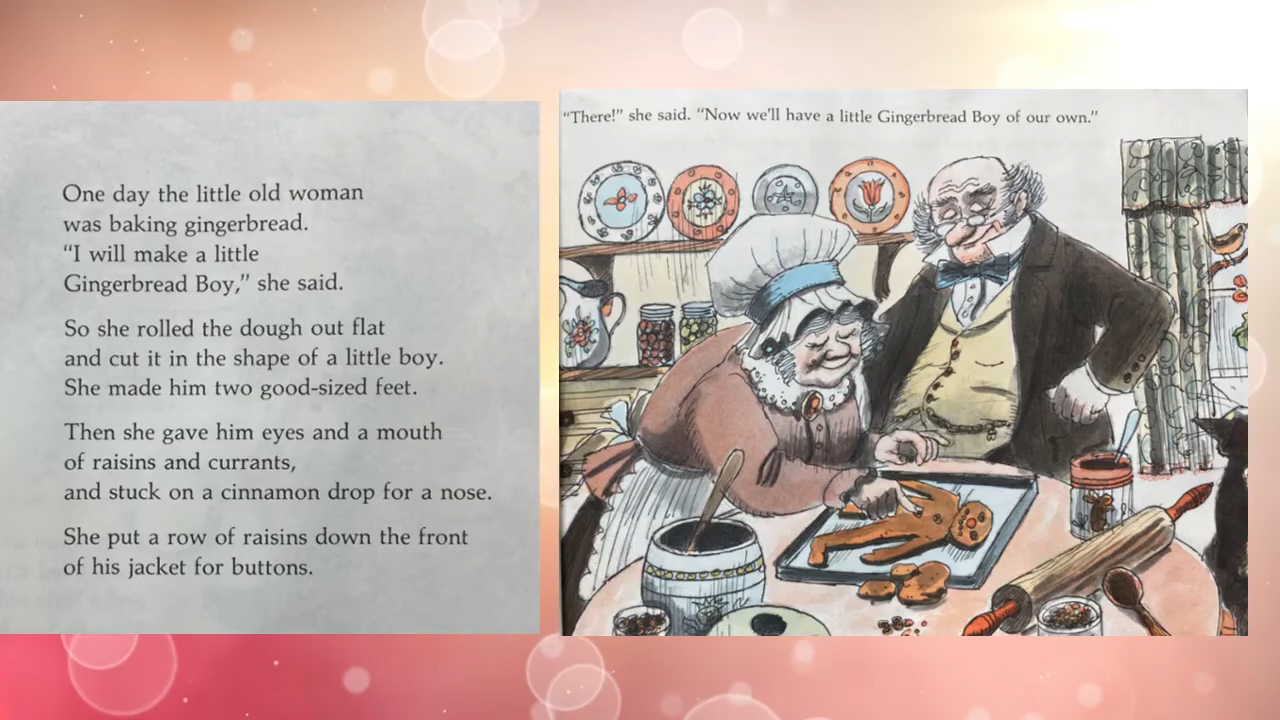 One day the little old woman
was baking gingerbread.
“I will make a little
Gingerbread Boy,” she said.
So she rolled the dough out flat
and cut it in the shape of a little boy.
She made him two good-sized feet.
Then she gave him eyes and a mouth
of raisins and currants,
and stuck on a cinnamon drop for a nose.
She put a row of raisins down the front
of his jacket for buttons.
“There!” she said. “Now we’ll have a little Gingerbread Boy of our own.”